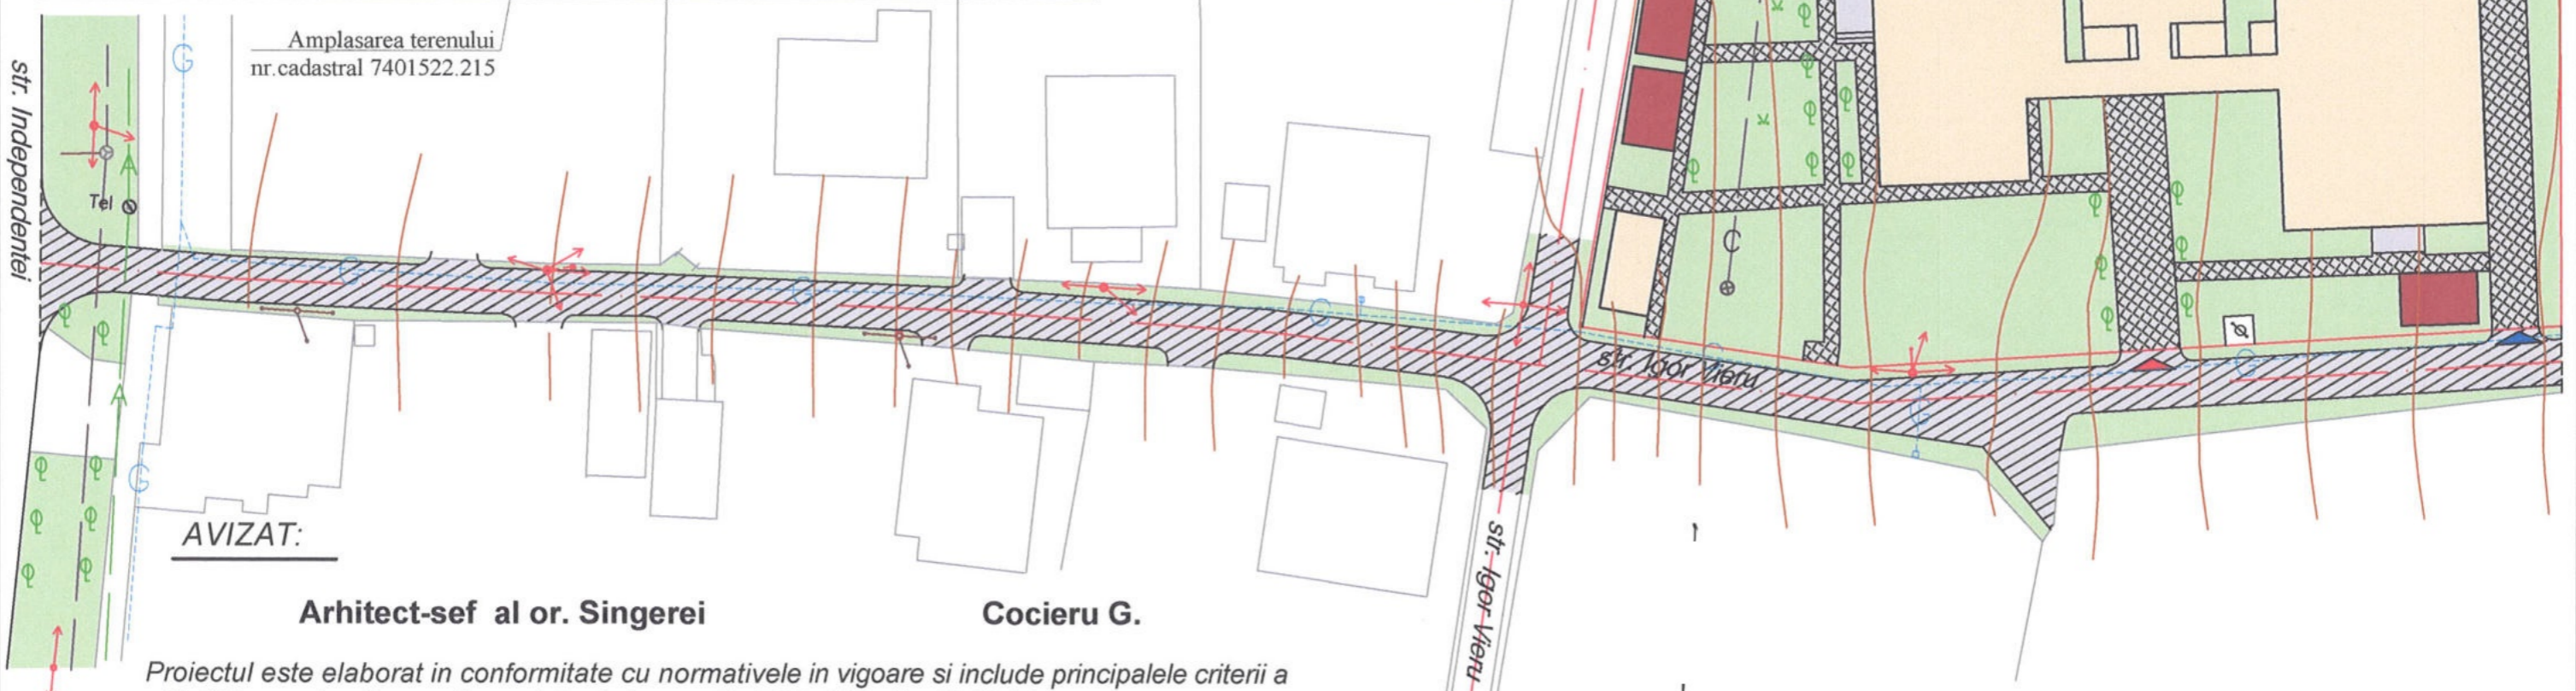 Amplasarea terenului
nr.cadastral 7401522.215
str. Independentei
G
A
Tel
G
G
G
C
str. Igor Vieru
G
G
A
G
AVIZAT:
str. Igor Vieru
Arhitect-sef al or. Singerei
Cocieru G.
Proiectul este elaborat in conformitate cu normativele in vigoare si include principalele criterii a